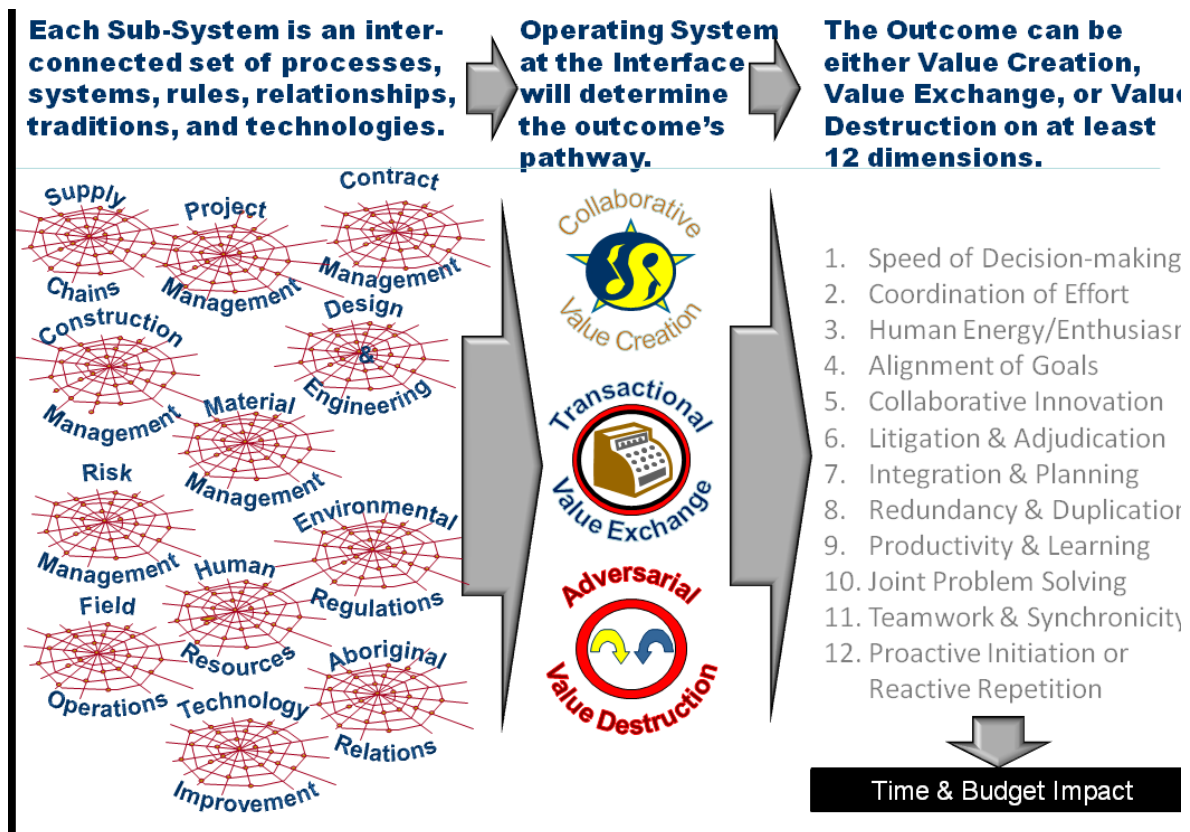 Each Sub-System is an inter-
connected set of processes,
systems, rules, relationships,
traditions, and technologies.
Operating System
at the Interface
will determine
the outcome's
pathway.
The Outcome can be
either Value Creation,
Value Exchange, or Value
Destruction on at least
12 dimensions.
Supply
Chains
Project
Management
Contract
Management
Construction
Management
Design
&
Engineering
Material
Management
Risk
Management
Environmental
Regulations
Human
Resources
Field
Operations
Aboriginal
Relations
Technology
Improvement
Collaborative
Value Creation
Transactional
Value Exchange
Adversarial
Value Destruction
1. Speed of Decision-making
2. Coordination of Effort
3. Human Energy/Enthusiasm
4. Alignment of Goals
5. Collaborative Innovation
6. Litigation & Adjudication
7. Integration & Planning
8. Redundancy & Duplication
9. Productivity & Learning
10. Joint Problem Solving
11. Teamwork & Synchronicity
12. Proactive Initiation or
Reactive Repetition
Time & Budget Impact